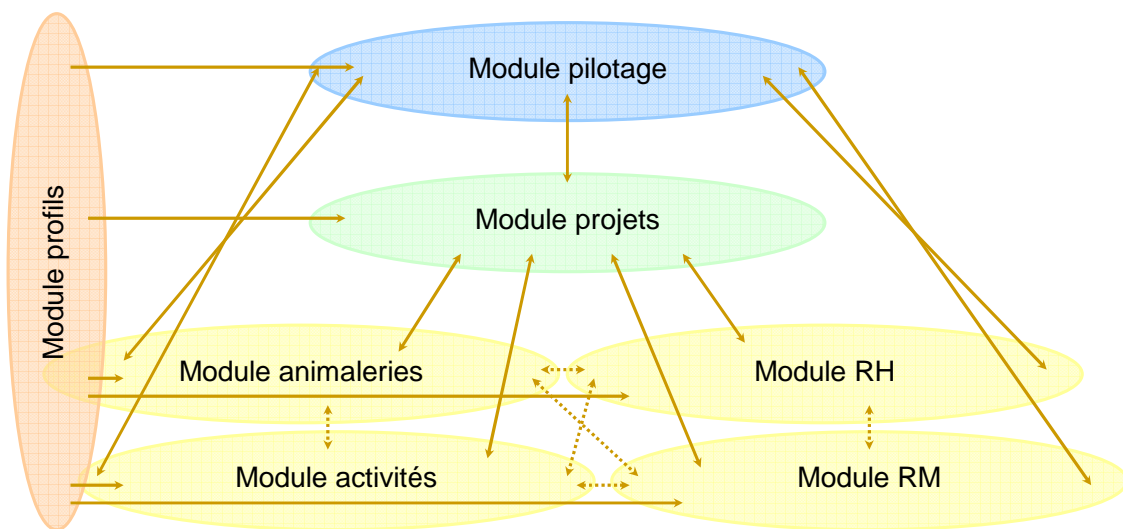 Module pilotage
Module profils
Module projets
Module animaleries
Module RH
Module activités
Module RM